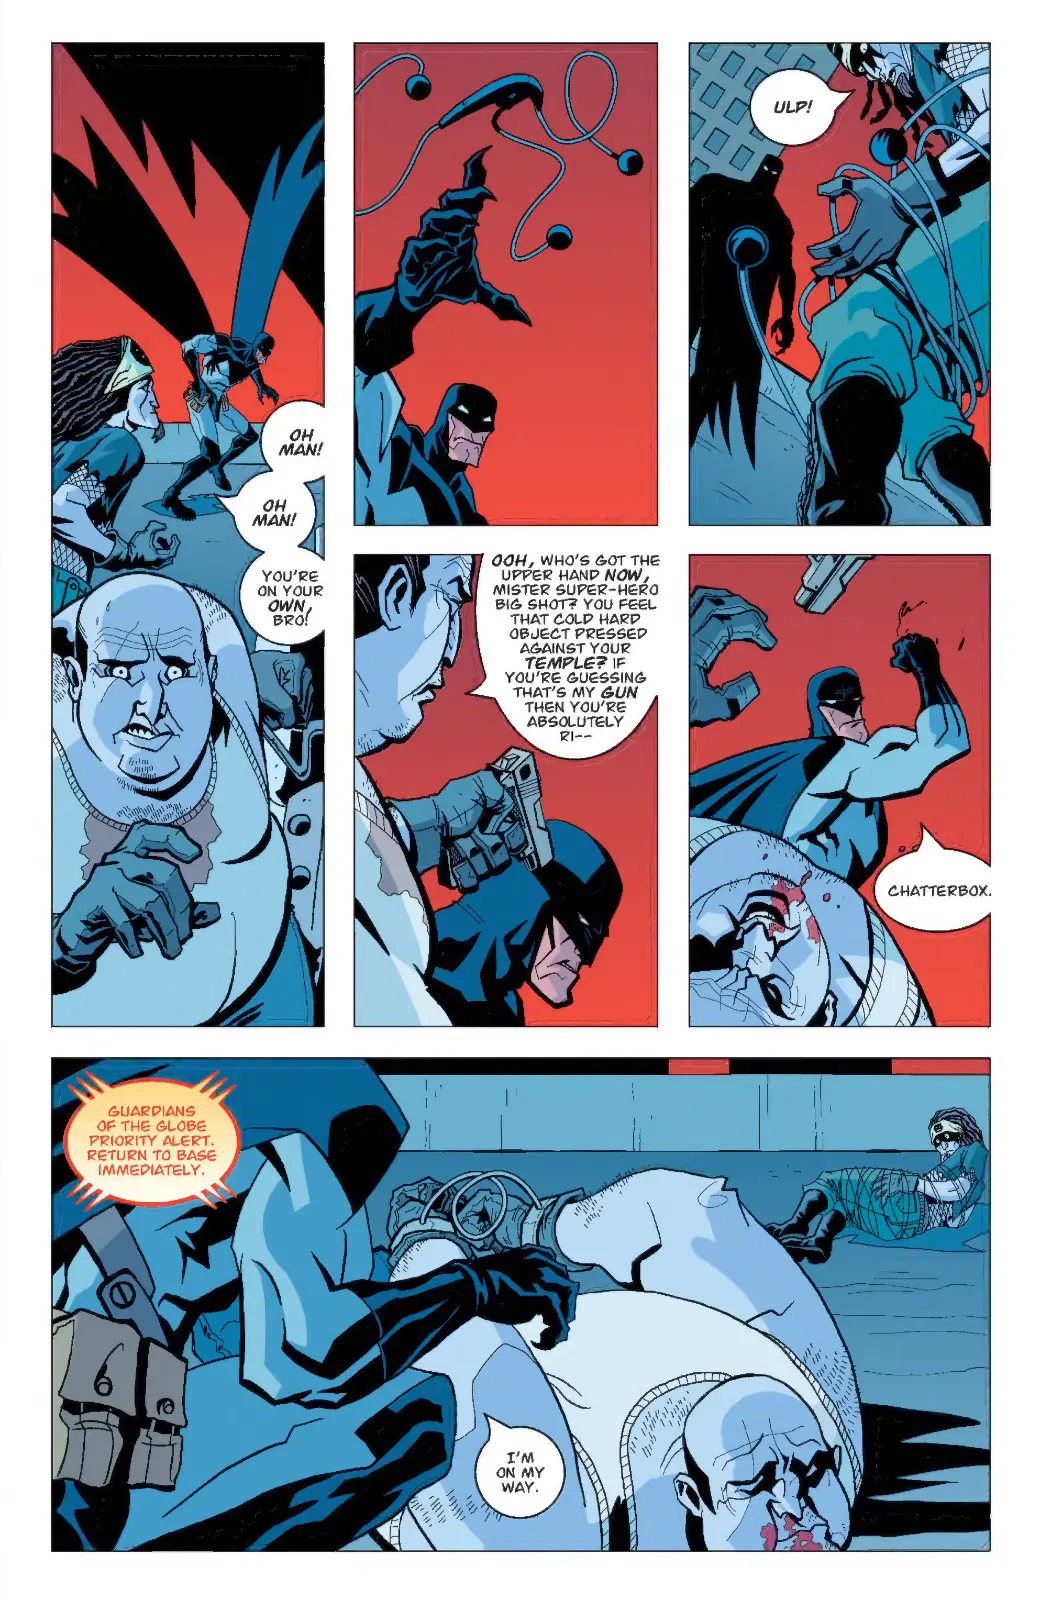 OH
MAN!
OH
MAN!
YOU'RE
ON YOUR
OWN,
BRO!
ULP!
OOH, WHO'S GOT THE
UPPER HAND NOW,
MISTER SUPER-HERO
BIG SHOT? YOU FEEL
THAT COLD HARD
OBJECT PRESSED
AGAINST YOUR
TEMPLE? IF
YOU'RE GUESSING
THAT'S MY GUN
THEN YOU'RE
ABSOLUTELY
RI--
CHATTERBOX.
GUARDIANS
OF THE GLOBE
PRIORITY ALERT.
RETURN TO BASE
IMMEDIATELY.
I'M
ON MY
WAY.